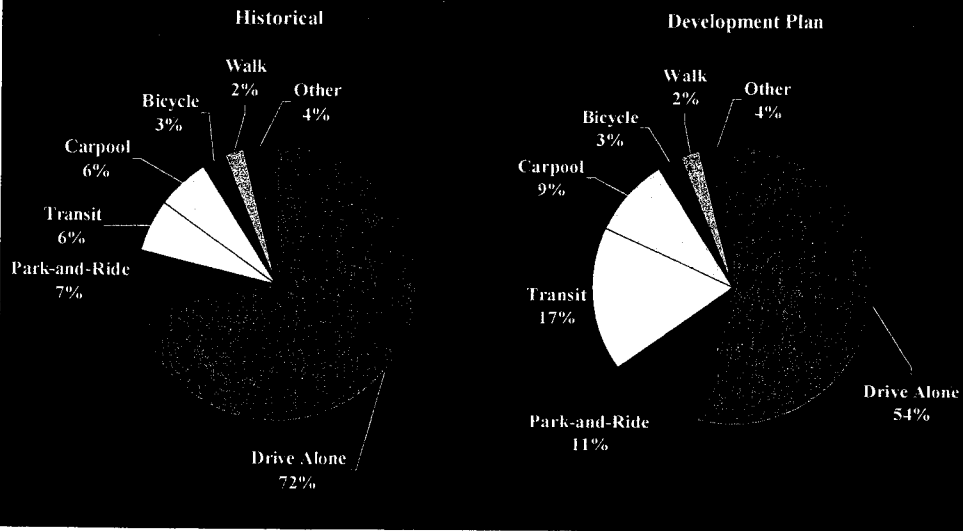 Historical
Walk
2%
Other
4%
Bicycle
3%
Carpool
6%
Transit
6%
Park-and-Ride
7%
Drive Alone
72%
Development Plan
Walk
2%
Other
4%
Bicycle
3%
Carpool
9%
Transit
17%
Park-and-Ride
11%
Drive Alone
54%